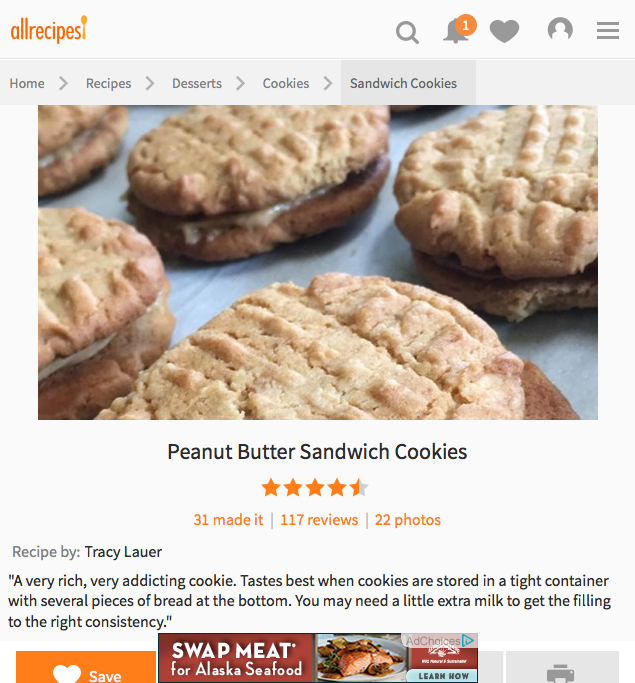 allrecipes
1
Home
Recipes
Desserts
Cookies
Sandwich Cookies
Peanut Butter Sandwich Cookies
31 made it | 117 reviews | 22 photos
Recipe by: Tracy Lauer
"A very rich, very addicting cookie. Tastes best when cookies are stored in a tight container
with several pieces of bread at the bottom. You may need a little extra milk to get the filling
to the right consistency."
AdChoices
SWAP MEAT*
for Alaska Seafood
Wild, Natural & Sustainable
LEARN HOW
Save